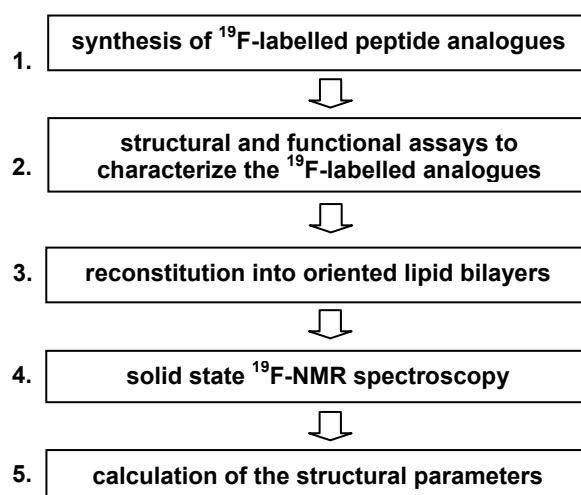 1. synthesis of ¹⁹F-labelled peptide analogues
2. structural and functional assays to
characterize the ¹⁹F-labelled analogues
3. reconstitution into oriented lipid bilayers
4. solid state ¹⁹F-NMR spectroscopy
5. calculation of the structural parameters